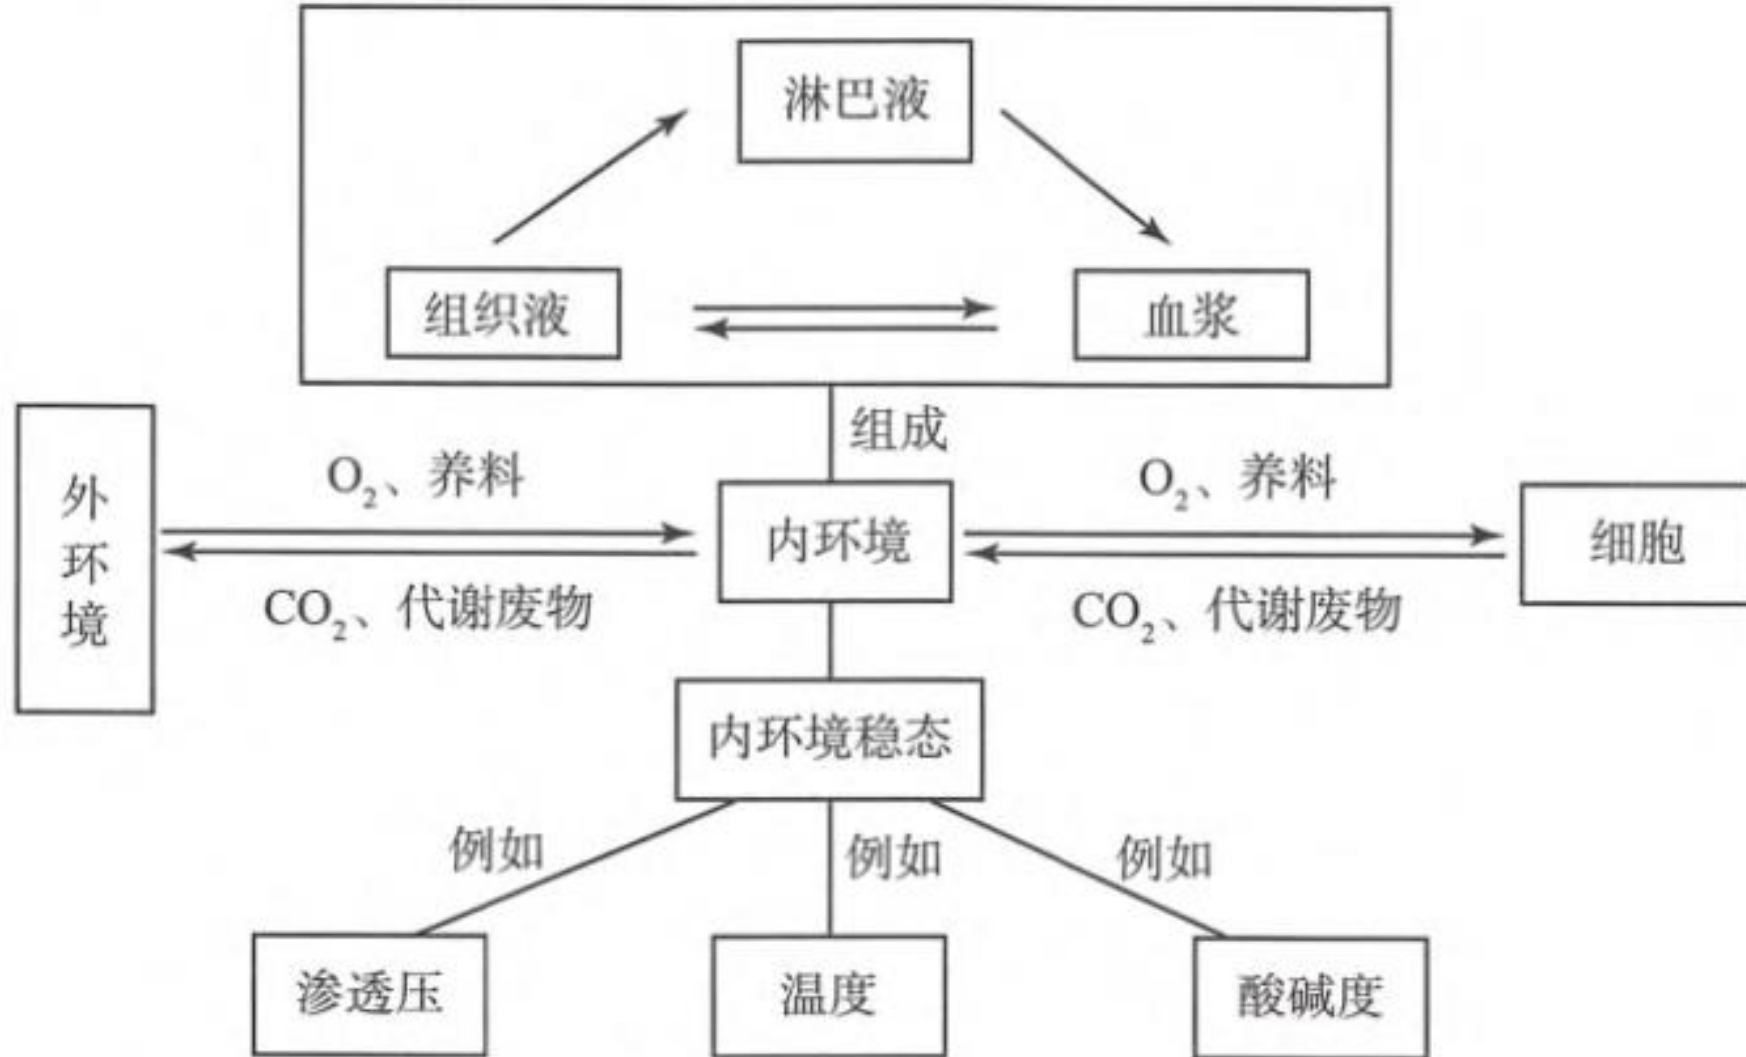 淋巴液
组织液
血浆
组成
外环境
O₂、养料
内环境
O₂、养料
细胞
CO₂、代谢废物
CO₂、代谢废物
内环境稳态
例如
例如
例如
渗透压
温度
酸碱度